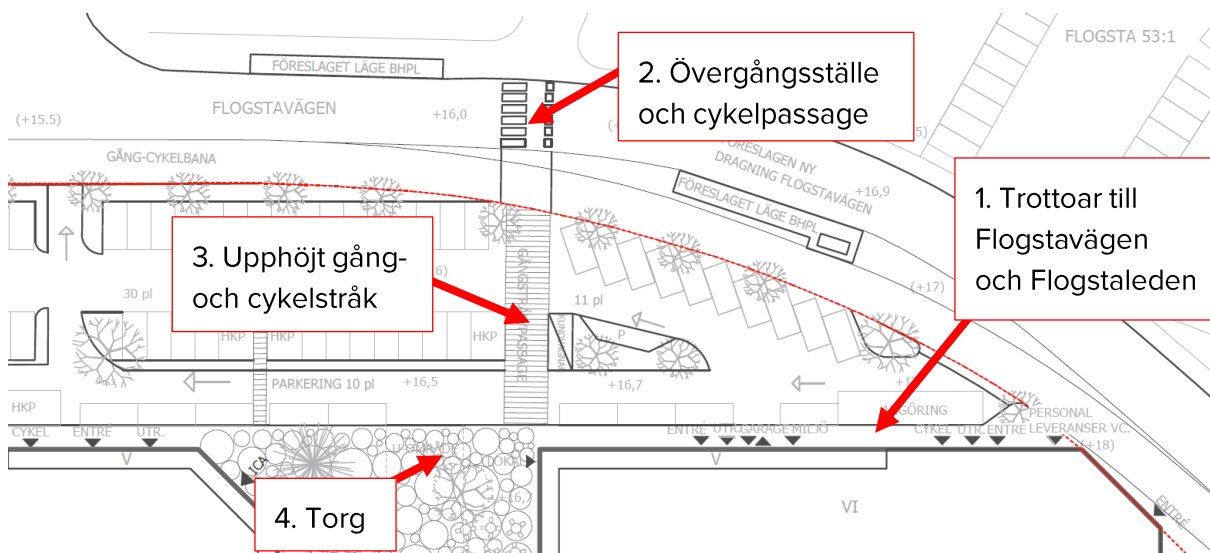 FLOGSTA 53:1
FÖRESLAGET LÄGE BHPL
2. Övergångsställe
och cykelpassage
FLOGSTAVÄGEN
+16,0
(+15.5)
GÅNG-CYKELBANA
FÖRESLAGEN NY
DRAGNING FLOGSTAVÄGEN
+16,9
FÖRESLAGET LÄGE BHPL
1. Trottoar till
Flogstavägen
och Flogstaleden
3. Upphöjt gång-
och cykelstråk
(+17)
30 pl
11 pl
P
HKP
HKP
HKP
PASSAGE
PARKERING 10 pl
+16,5
+16,7
HKP
PERSONAL
LEVERANSER VC.
(+18)
CYKEL
ENTRÉ
UTR.
ENTRÉ
UTR.
GARAGE
MILJÖ
CYKEL
UTR.
ENTRÉ
V
ICA
LOKAL
V
4. Torg
VI
ENTRÉ